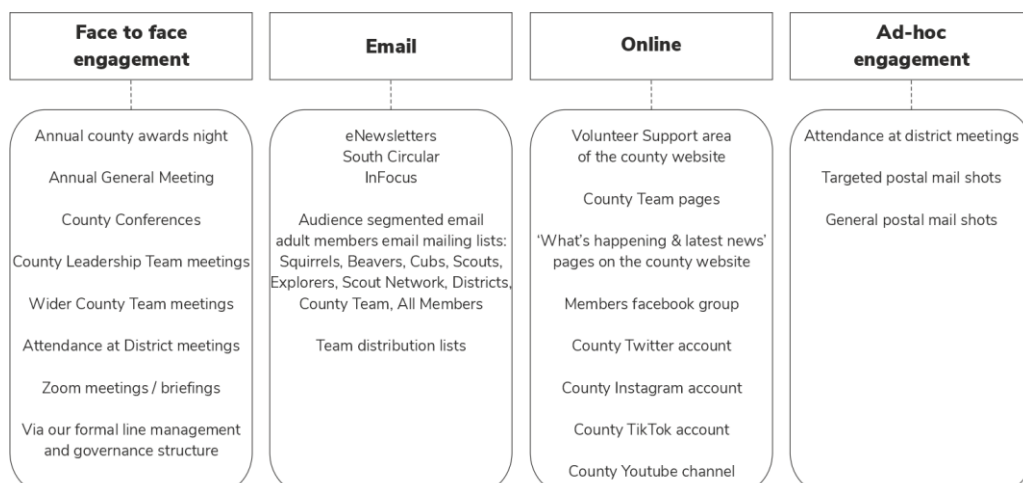 Face to face
engagement
Annual county awards night
Annual General Meeting
County Conferences
County Leadership Team meetings
Wider County Team meetings
Attendance at District meetings
Zoom meetings / briefings
Via our formal line management
and governance structure
Email
eNewsletters
South Circular
InFocus
Audience segmented email
adult members email mailing lists:
Squirrels, Beavers, Cubs, Scouts,
Explorers, Scout Network, Districts,
County Team, All Members
Team distribution lists
Online
Volunteer Support area
of the county website
County Team pages
‘What’s happening & latest news’
pages on the county website
Members facebook group
County Twitter account
County Instagram account
County TikTok account
County Youtube channel
Ad-hoc
engagement
Attendance at district meetings
Targeted postal mail shots
General postal mail shots